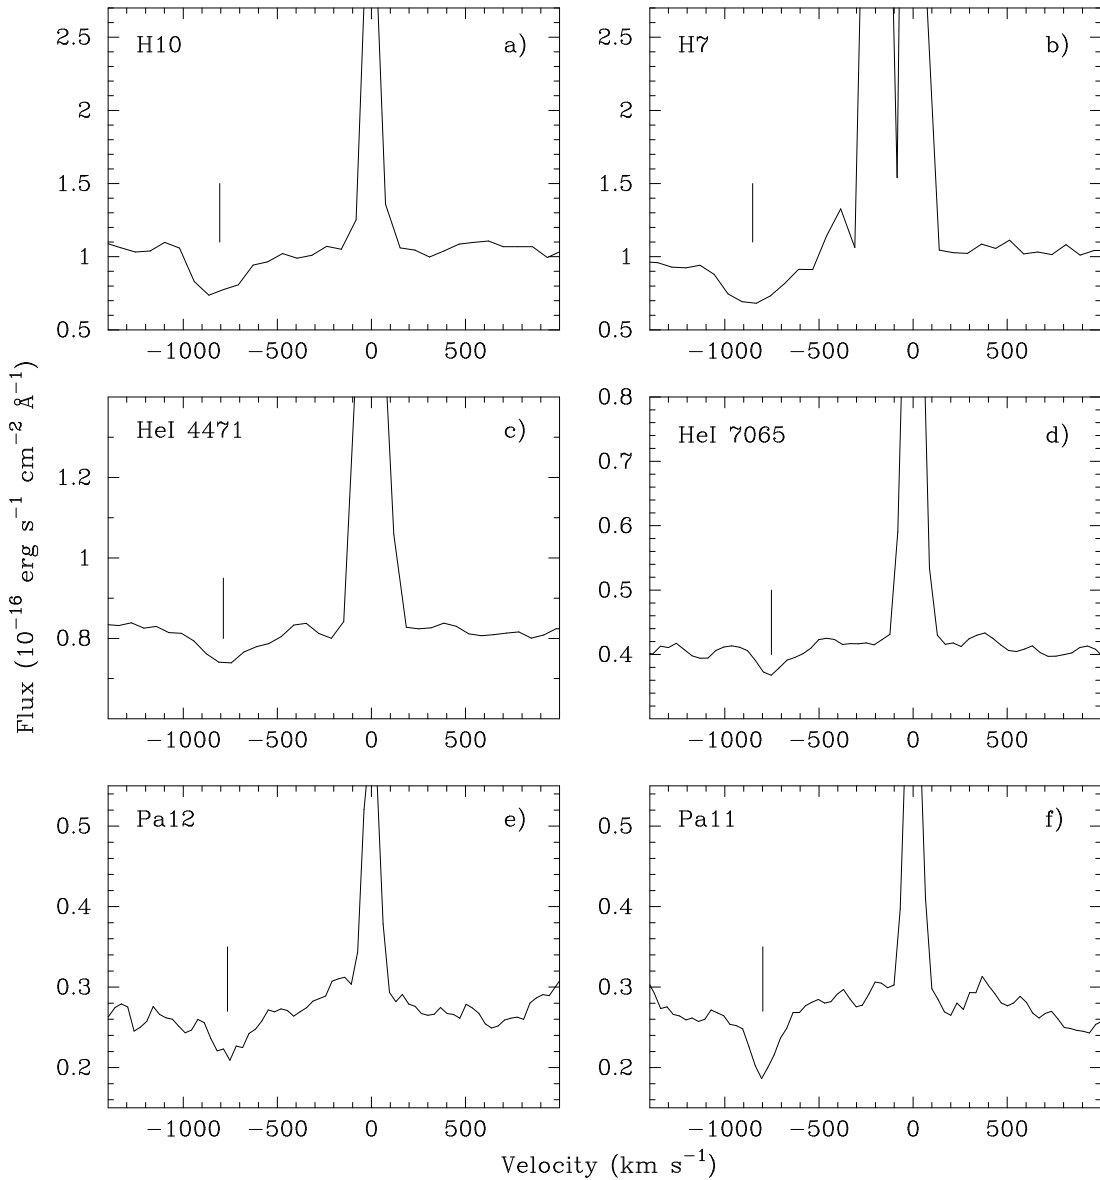 H10 a)
2.5
2
1.5
1
0.5
−1000 −500 0 500
H7 b)
2.5
2
1.5
1
0.5
−1000 −500 0 500
HeI 4471 c)
1.2
1
0.8
−1000 −500 0 500
HeI 7065 d)
0.8
0.7
0.6
0.5
0.4
−1000 −500 0 500
Pa12 e)
0.5
0.4
0.3
0.2
−1000 −500 0 500
Pa11 f)
0.5
0.4
0.3
0.2
−1000 −500 0 500
Flux (10⁻¹⁶ erg s⁻¹ cm⁻² Å⁻¹)
Velocity (km s⁻¹)